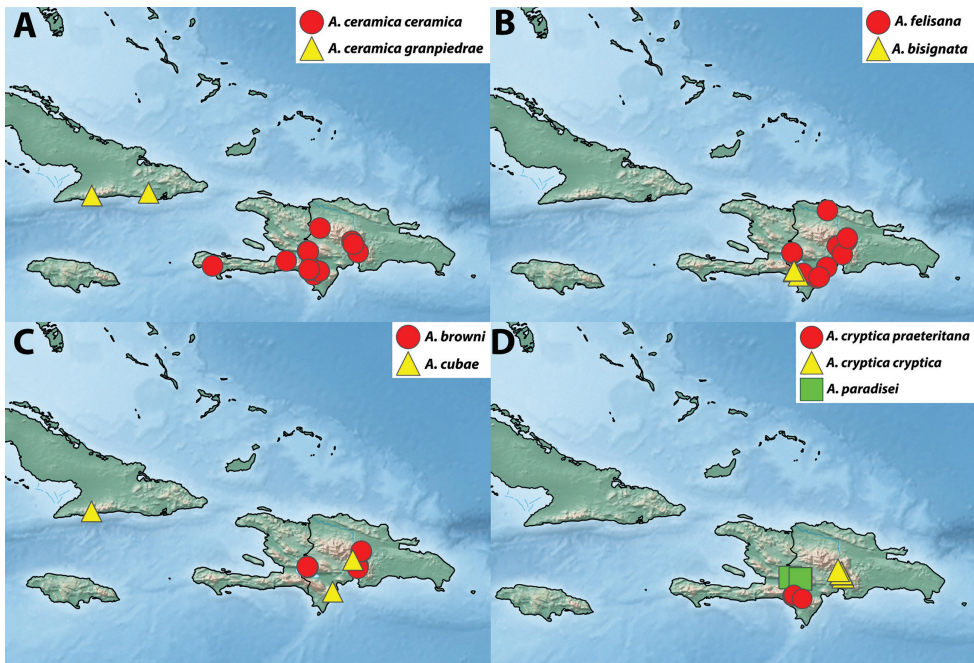 A
A. ceramica ceramica
A. ceramica granpiedrae
B
A. felisana
A. bisignata
C
A. browni
A. cubae
D
A. cryptica praeteritana
A. cryptica cryptica
A. paradisei